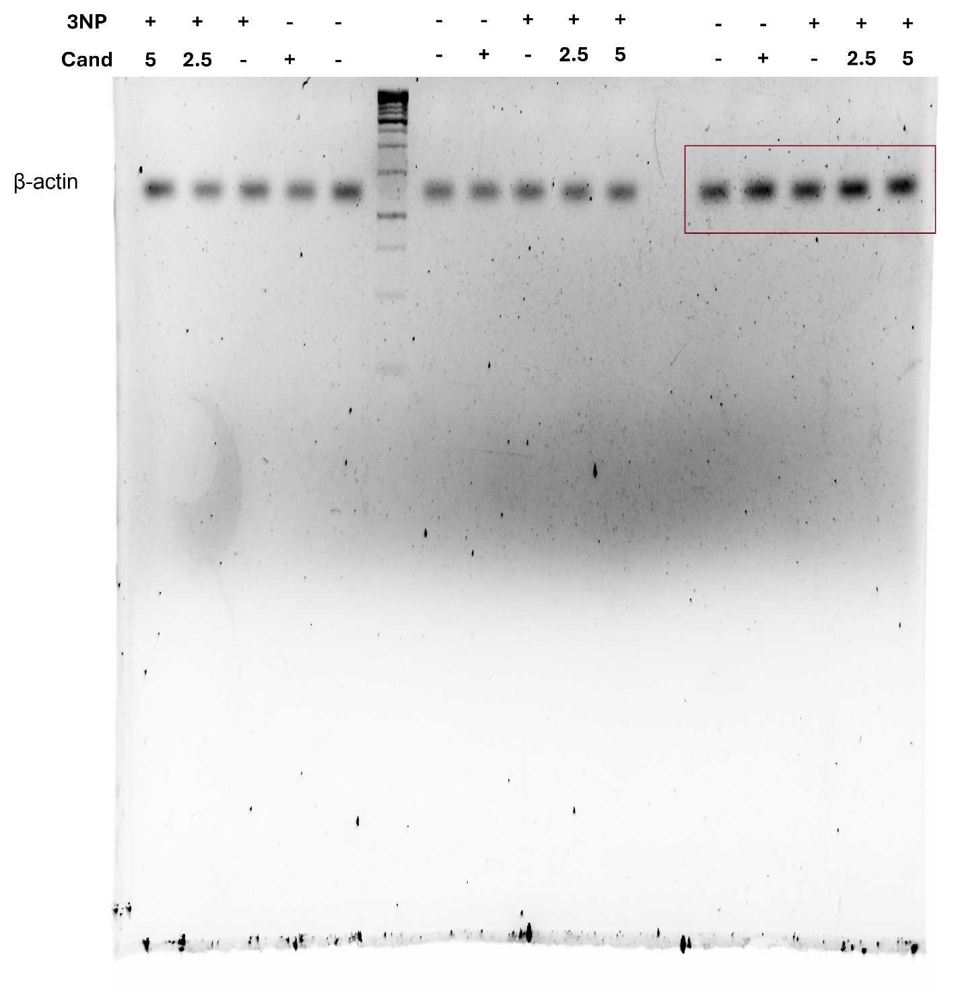 3NP + + + - - - - + + + - - + + +
Cand 5 2.5 - + - - + - 2.5 5 - + - 2.5 5
β-actin